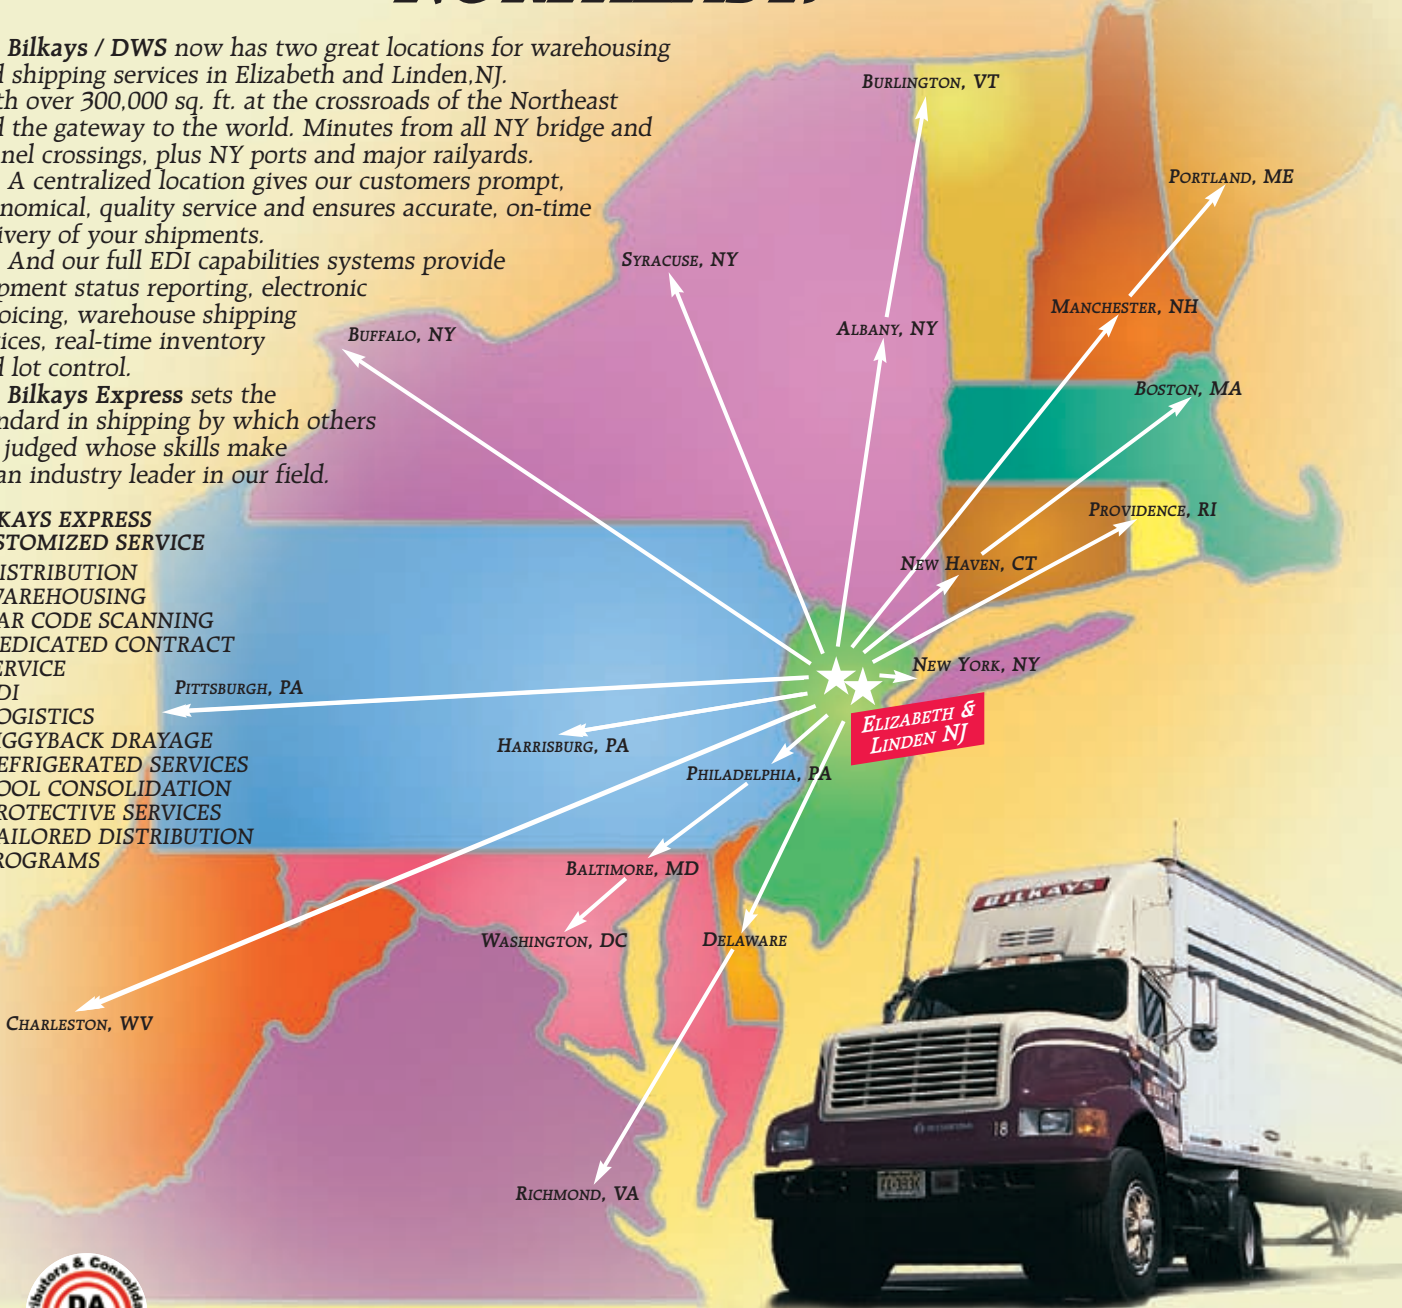 Bilkays / DWS now has two great locations for warehousing
shipping services in Elizabeth and Linden,NJ.
over 300,000 sq. ft. at the crossroads of the Northeast
the gateway to the world. Minutes from all NY bridge and
nel crossings, plus NY ports and major railyards.
A centralized location gives our customers prompt,
nomical, quality service and ensures accurate, on-time
ivery of your shipments.
And our full EDI capabilities systems provide
pment status reporting, electronic
oicing, warehouse shipping
ices, real-time inventory
lot control.
Bilkays Express sets the
ndard in shipping by which others
judged whose skills make
an industry leader in our field.
KAYS EXPRESS
STOMIZED SERVICE
ISTRIBUTION
WAREHOUSING
AR CODE SCANNING
EDICATED CONTRACT
ERVICE
DI
OGISTICS
IGGYBACK DRAYAGE
EFRIGERATED SERVICES
OOL CONSOLIDATION
ROTECTIVE SERVICES
AILORED DISTRIBUTION
ROGRAMS
BURLINGTON, VT
PORTLAND, ME
SYRACUSE, NY
MANCHESTER, NH
BUFFALO, NY
ALBANY, NY
BOSTON, MA
PROVIDENCE, RI
NEW HAVEN, CT
NEW YORK, NY
PITTSBURGH, PA
ELIZABETH &
LINDEN NJ
HARRISBURG, PA
PHILADELPHIA, PA
BALTIMORE, MD
WASHINGTON, DC
DELAWARE
CHARLESTON, WV
RICHMOND, VA
BILKAYS
18
butors & Consolida
DA